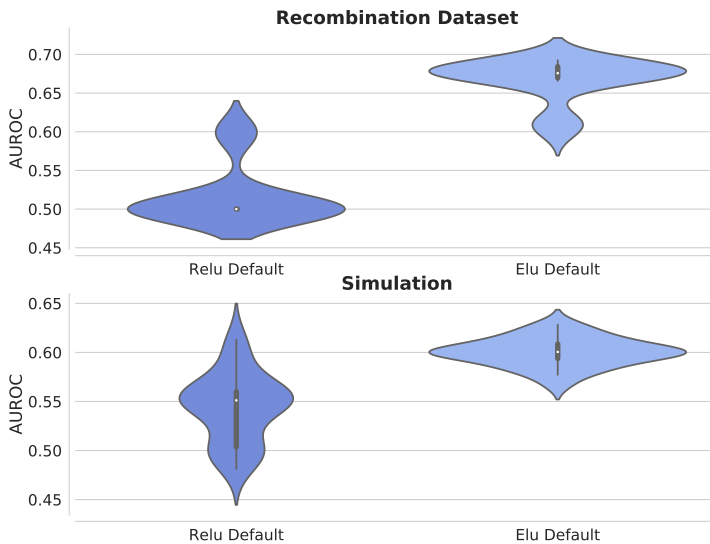 Recombination Dataset
0.70
0.65
0.60
0.55
0.50
0.45
AUROC
Relu Default
Elu Default
Simulation
0.65
0.60
0.55
0.50
0.45
AUROC
Relu Default
Elu Default